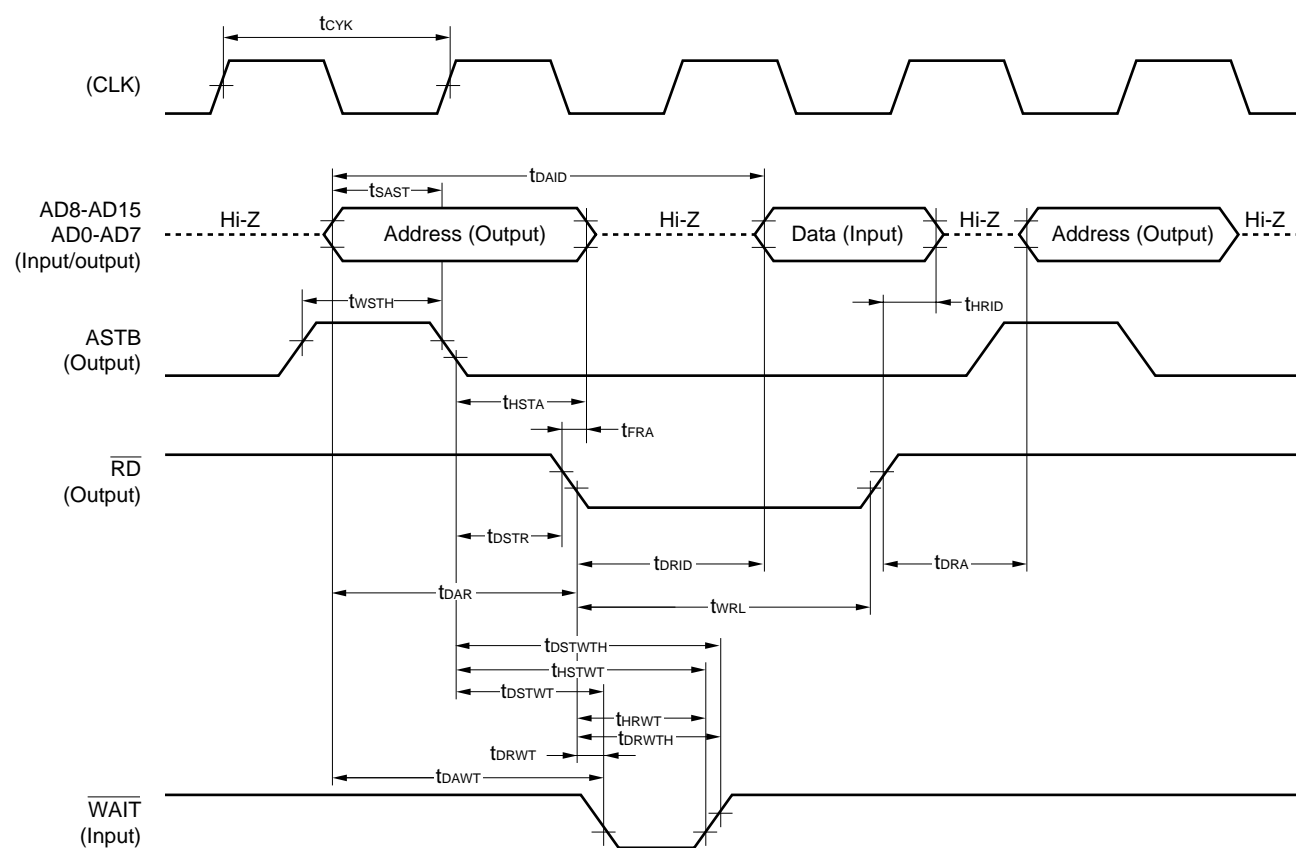 tCYK
(CLK)
tDAID
tSAST
AD8-AD15
AD0-AD7
(Input/output)
Hi-Z
Address (Output)
Hi-Z
Data (Input)
Hi-Z
Address (Output)
Hi-Z
tWSTH
tHRID
ASTB
(Output)
tHSTA
tFRA
RD
(Output)
tDSTR
tDRID
tDRA
tDAR
tWRL
tDSTWTH
tHSTWT
tDSTWT
tHRWT
tDRWTH
tDRWT
tDAWT
WAIT
(Input)